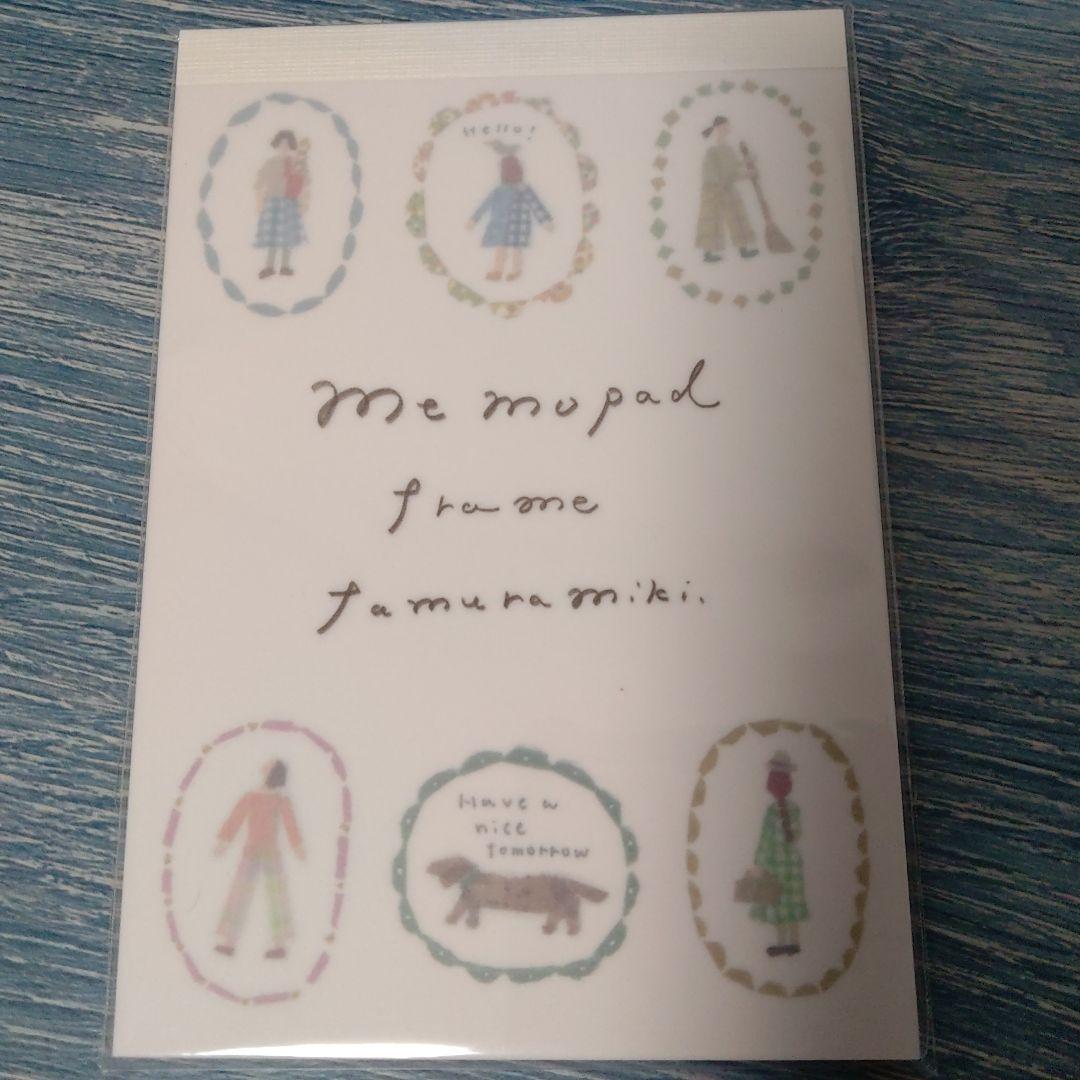 Hello!
memopad
frame
tamuramiki.
Have a
nice
tomorrow